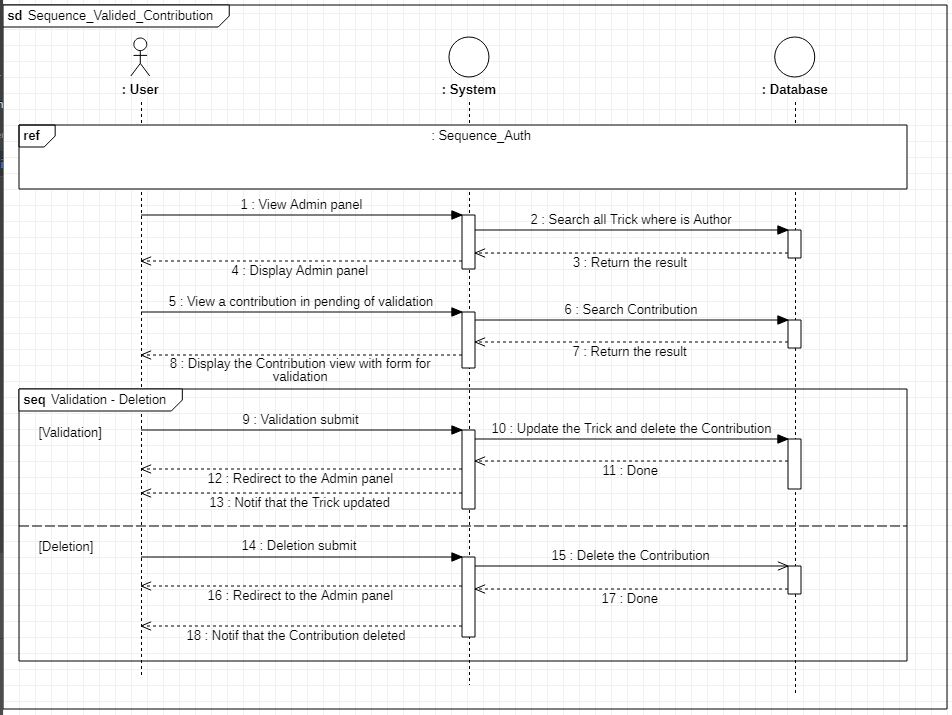 sd Sequence_Valided_Contribution
: User
: System
: Database
ref
: Sequence_Auth
1 : View Admin panel
2 : Search all Trick where is Author
3 : Return the result
4 : Display Admin panel
5 : View a contribution in pending of validation
6 : Search Contribution
7 : Return the result
8 : Display the Contribution view with form for
validation
seq Validation - Deletion
9 : Validation submit
[Validation]
10 : Update the Trick and delete the Contribution
11 : Done
12 : Redirect to the Admin panel
13 : Notif that the Trick updated
[Deletion]
14 : Deletion submit
15 : Delete the Contribution
16 : Redirect to the Admin panel
17 : Done
18 : Notif that the Contribution deleted